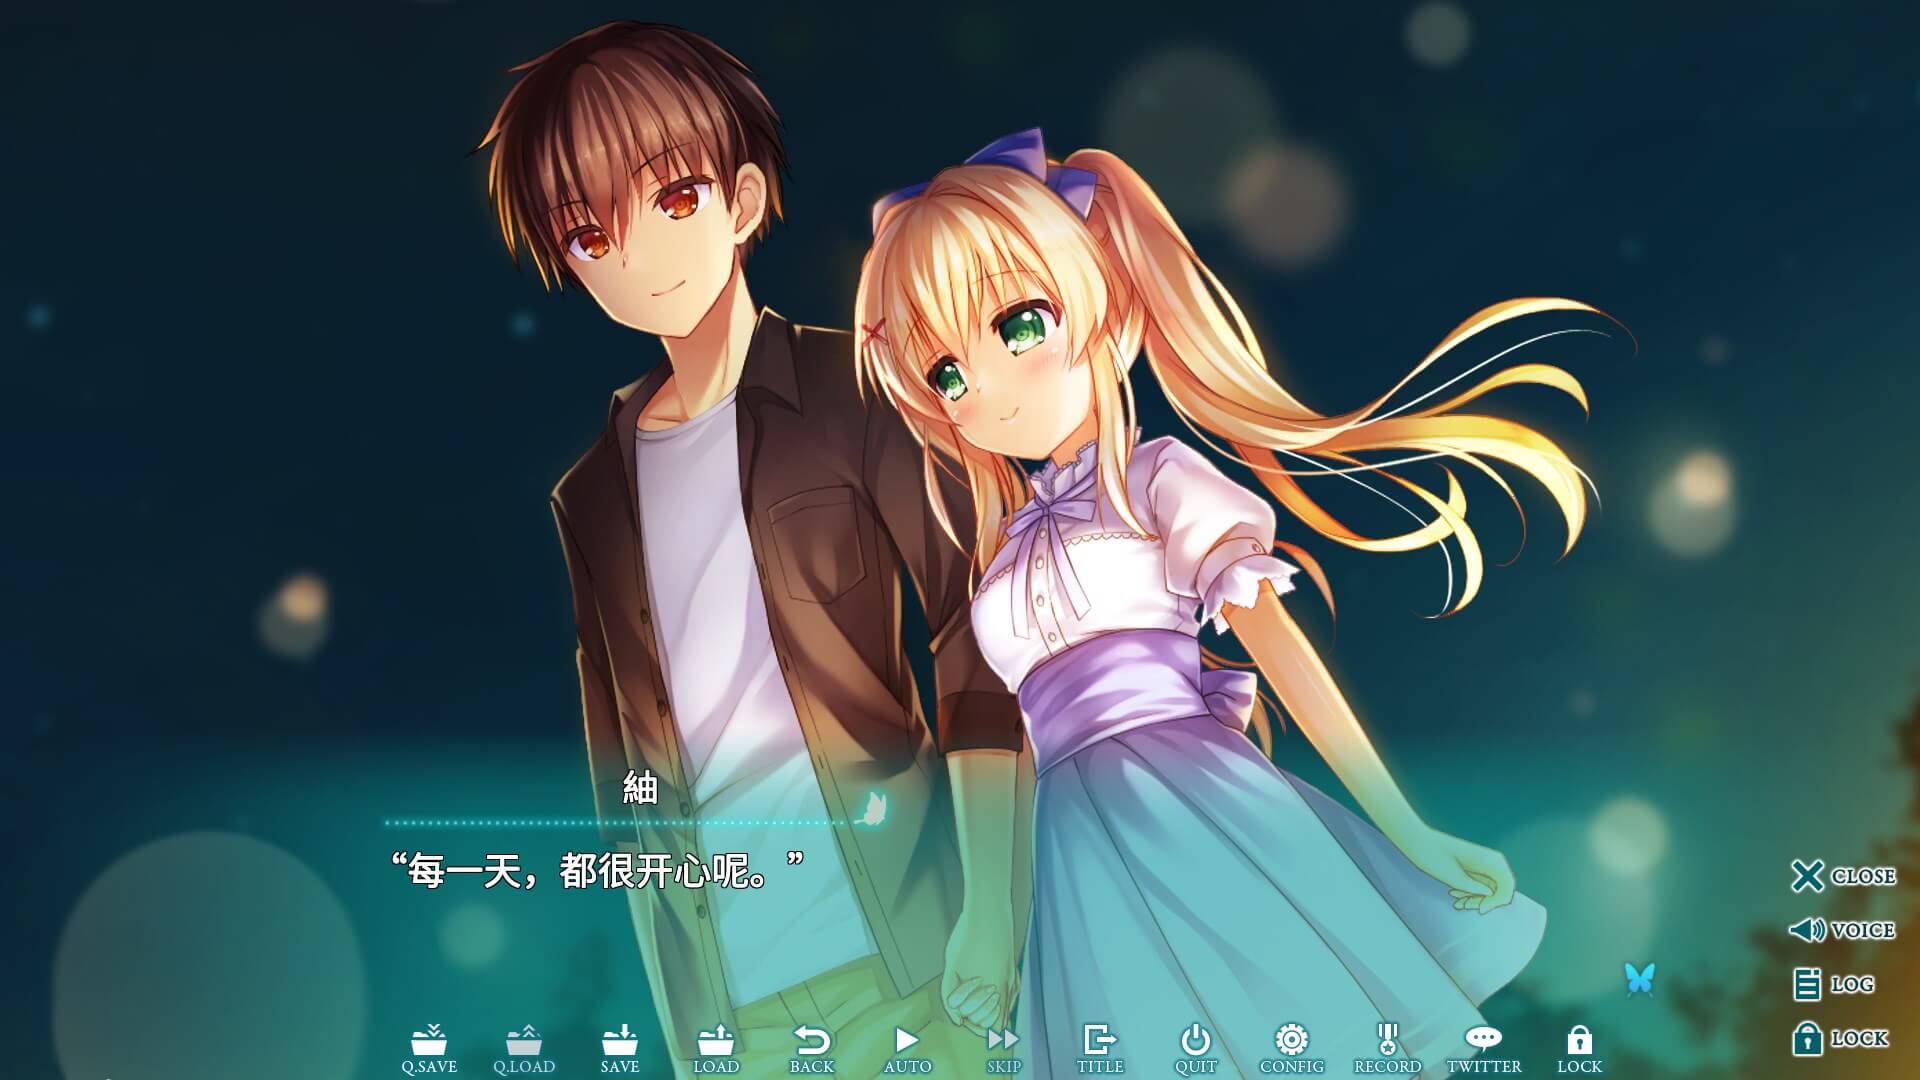 紬
“每一天，都很开心呢。”
CLOSE
VOICE
LOG
LOCK
Q.SAVE Q.LOAD SAVE LOAD BACK AUTO SKIP TITLE QUIT CONFIG RECORD TWITTER LOCK